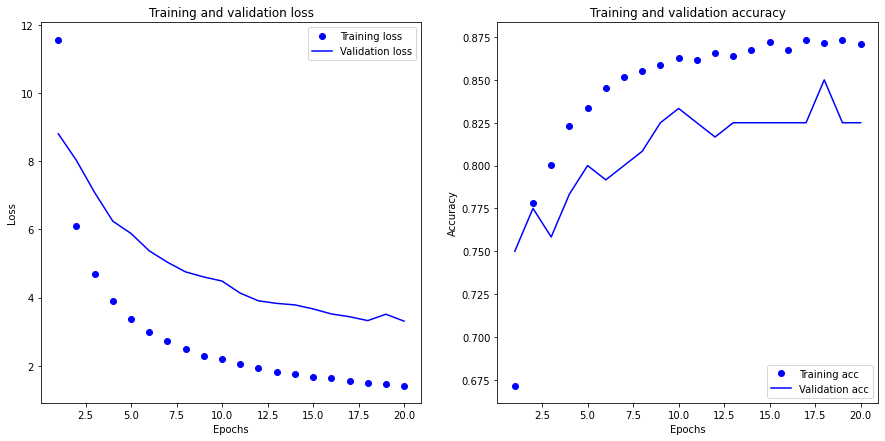 Training and validation loss
Training loss
Validation loss
12
10
8
6
4
2
Loss
2.5 5.0 7.5 10.0 12.5 15.0 17.5 20.0
Epochs
Training and validation accuracy
0.875
0.850
0.825
0.800
0.775
0.750
0.725
0.700
0.675
Accuracy
Training acc
Validation acc
2.5 5.0 7.5 10.0 12.5 15.0 17.5 20.0
Epochs